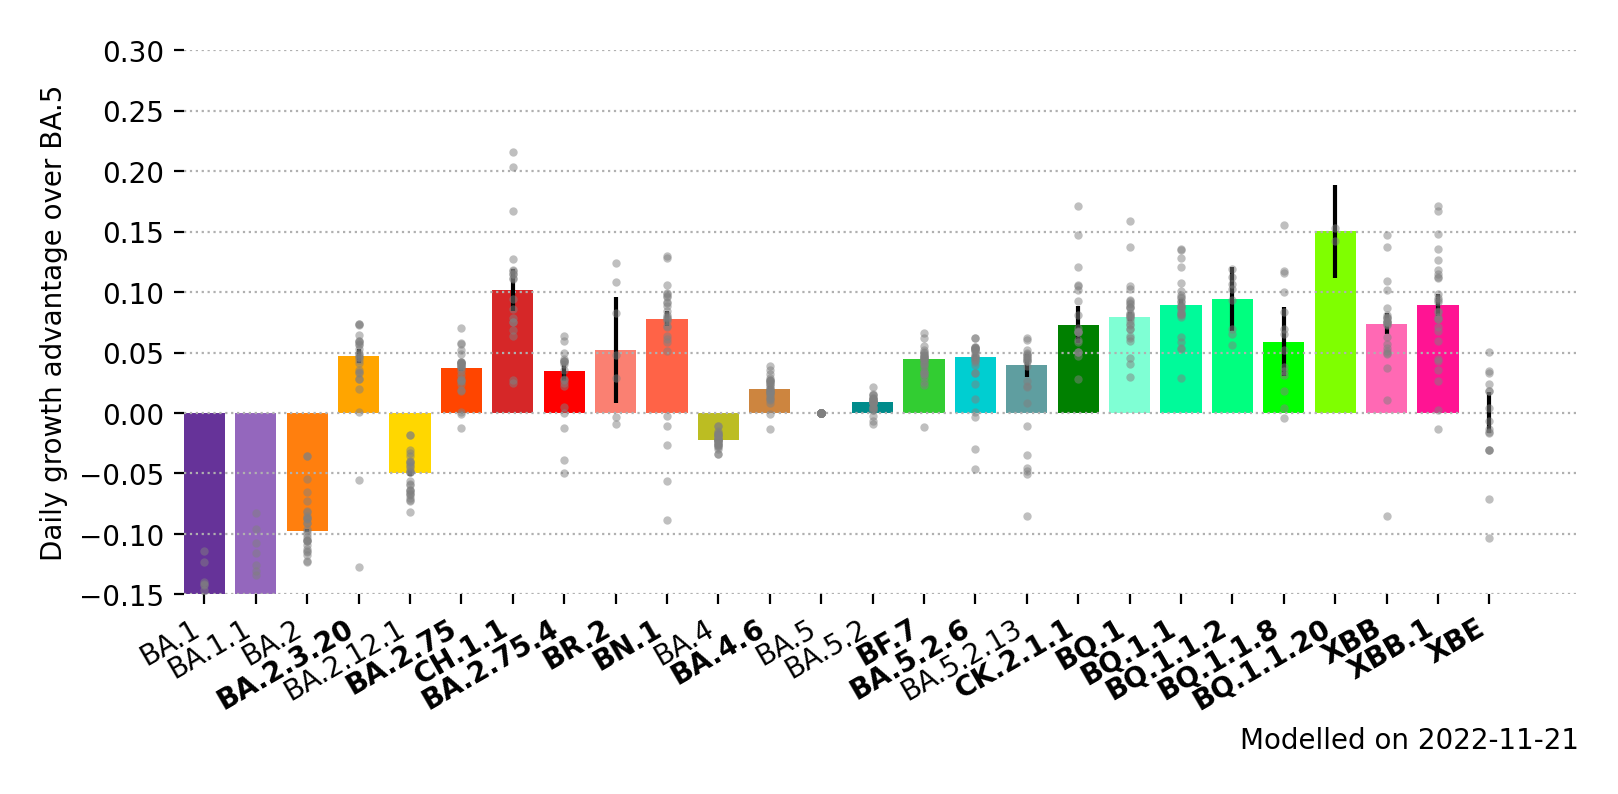 Daily growth advantage over BA.5
0.30
0.25
0.20
0.15
0.10
0.05
0.00
−0.05
−0.10
−0.15
BA.1
BA.1.1
BA.2
BA.2.3.20
BA.2.12.1
BA.2.75
CH.1.1
BA.2.75.4
BR.2
BN.1
BA.4
BA.4.6
BA.5
BA.5.2
BF.7
BA.5.2.6
BA.5.2.13
CK.2.1.1
BQ.1
BQ.1.1
BQ.1.1.2
BQ.1.1.8
BQ.1.1.20
XBB
XBB.1
XBE
Modelled on 2022-11-21